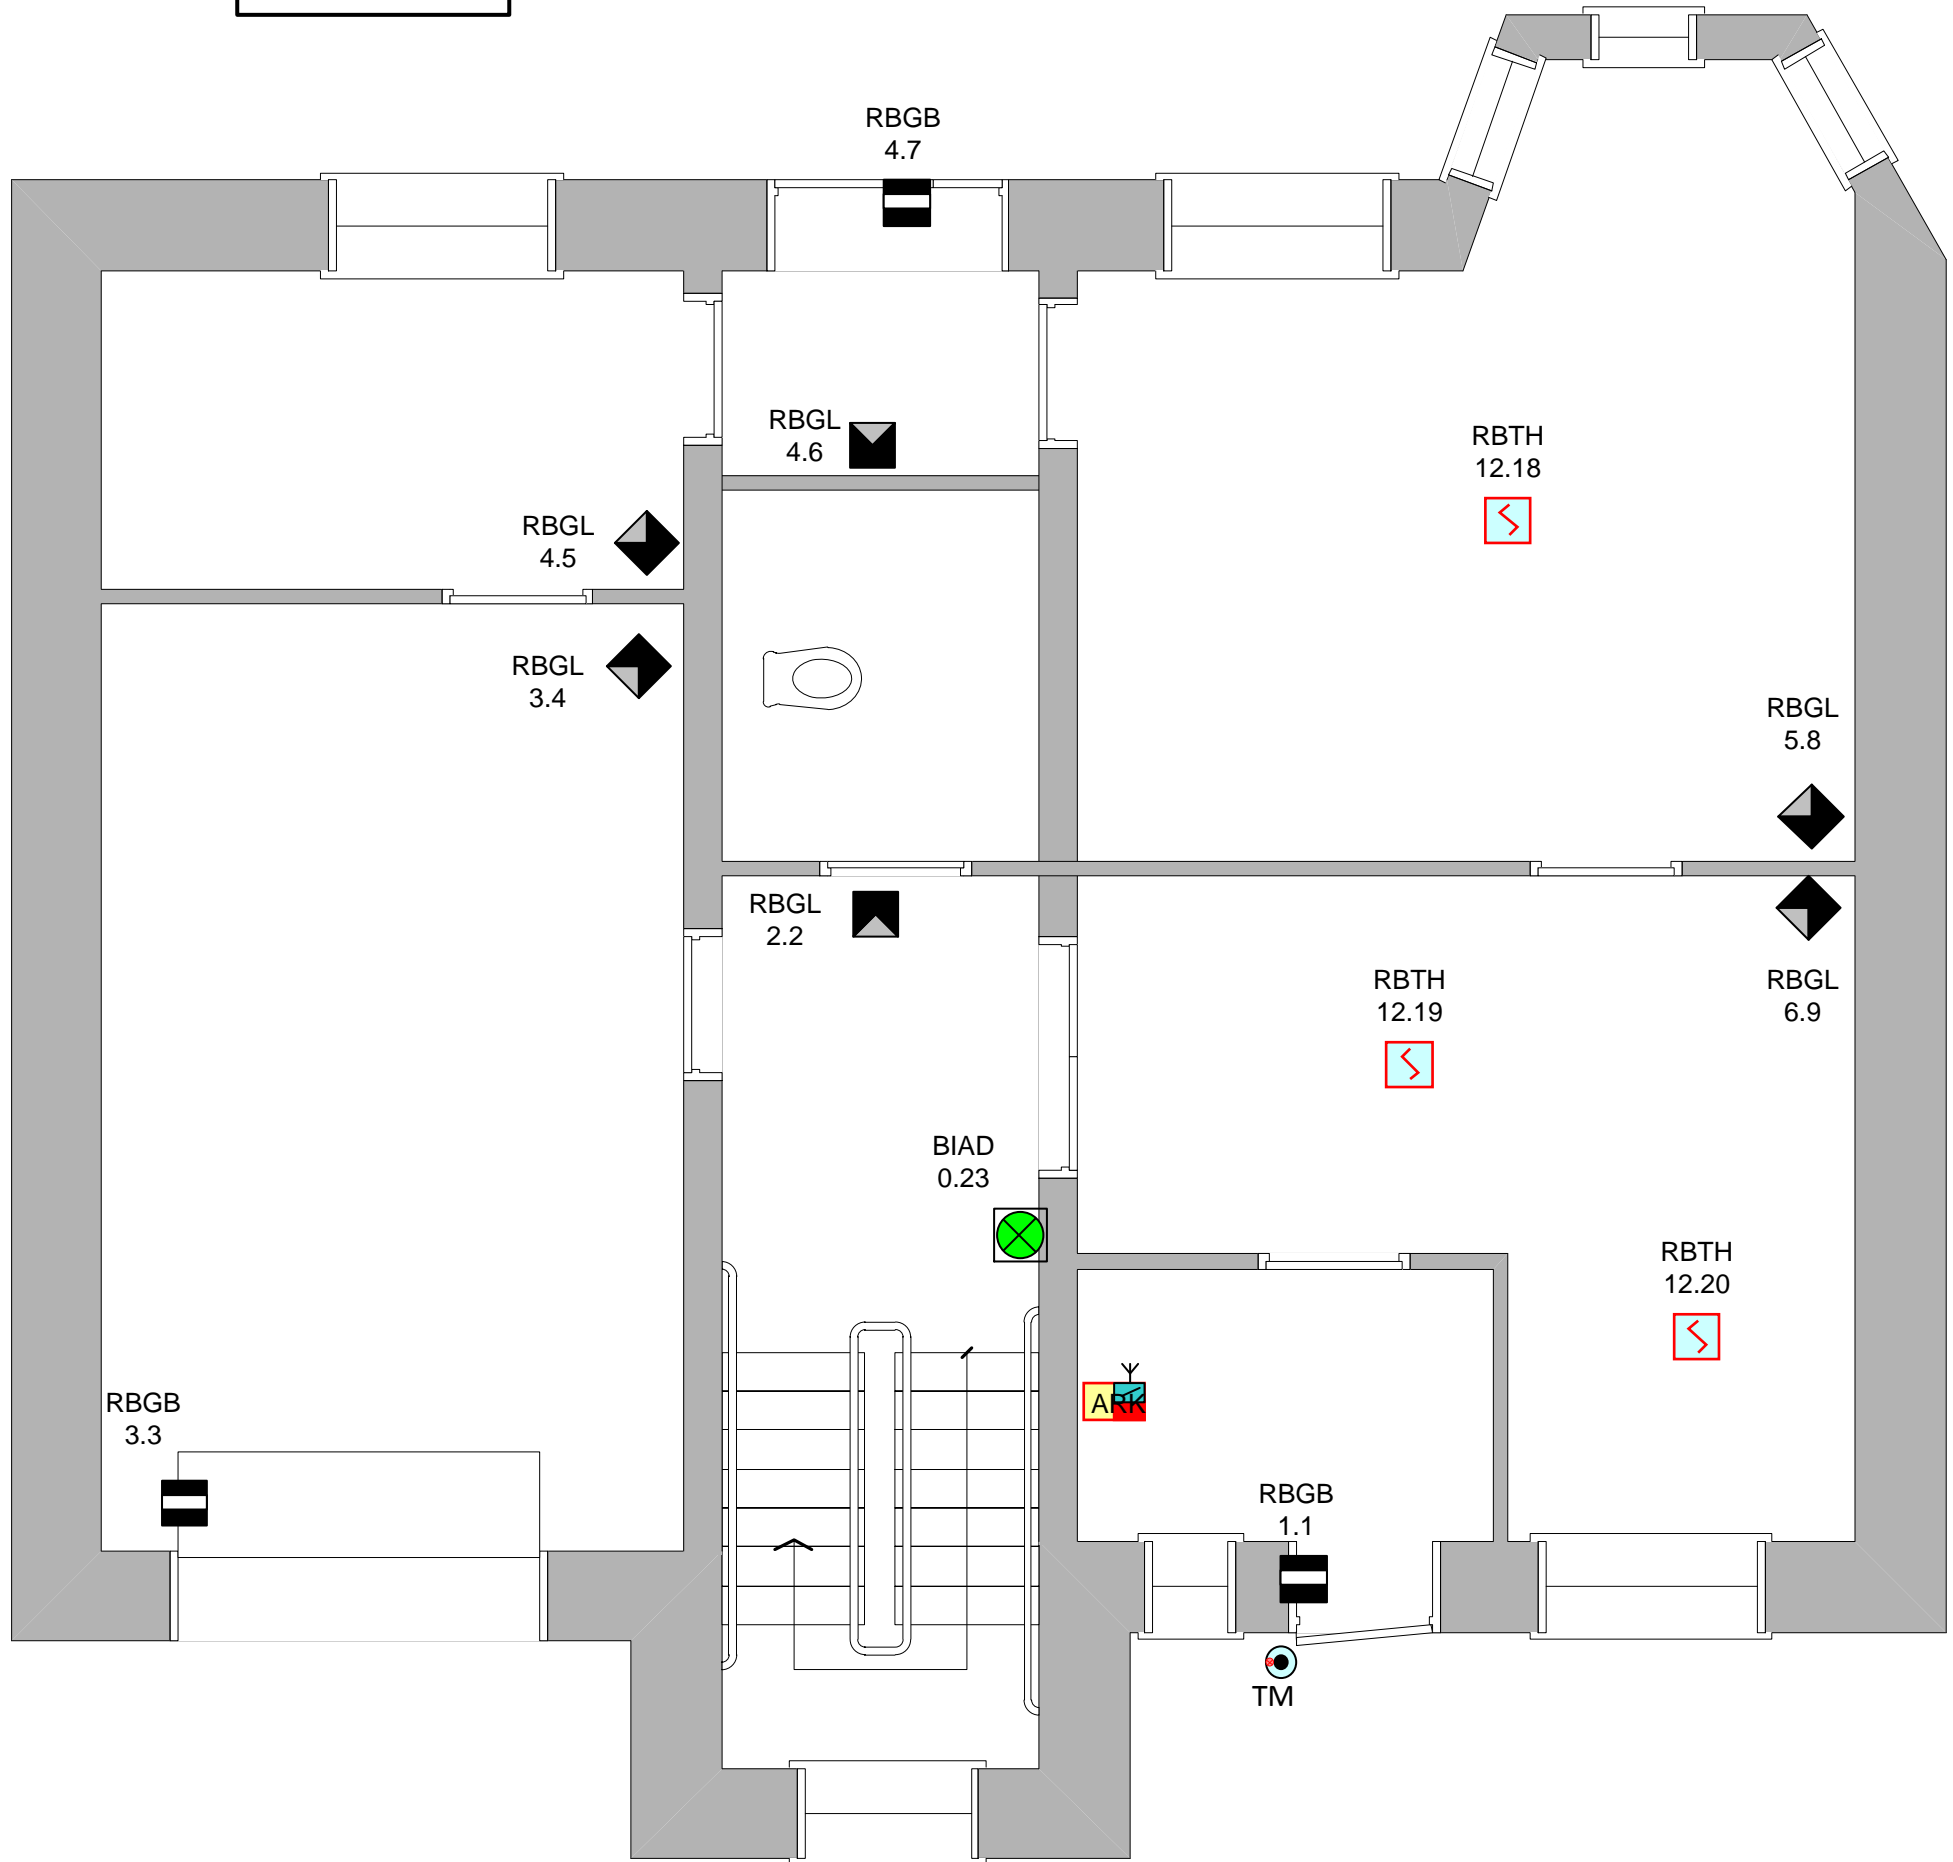 RBGB
4.7
RBGL
4.6
RBTH
12.18
RBGL
4.5
RBGL
3.4
RBGL
5.8
RBGL
2.2
RBTH
12.19
RBGL
6.9
BIAD
0.23
RBTH
12.20
RBGB
3.3
ARK
RBGB
1.1
TM